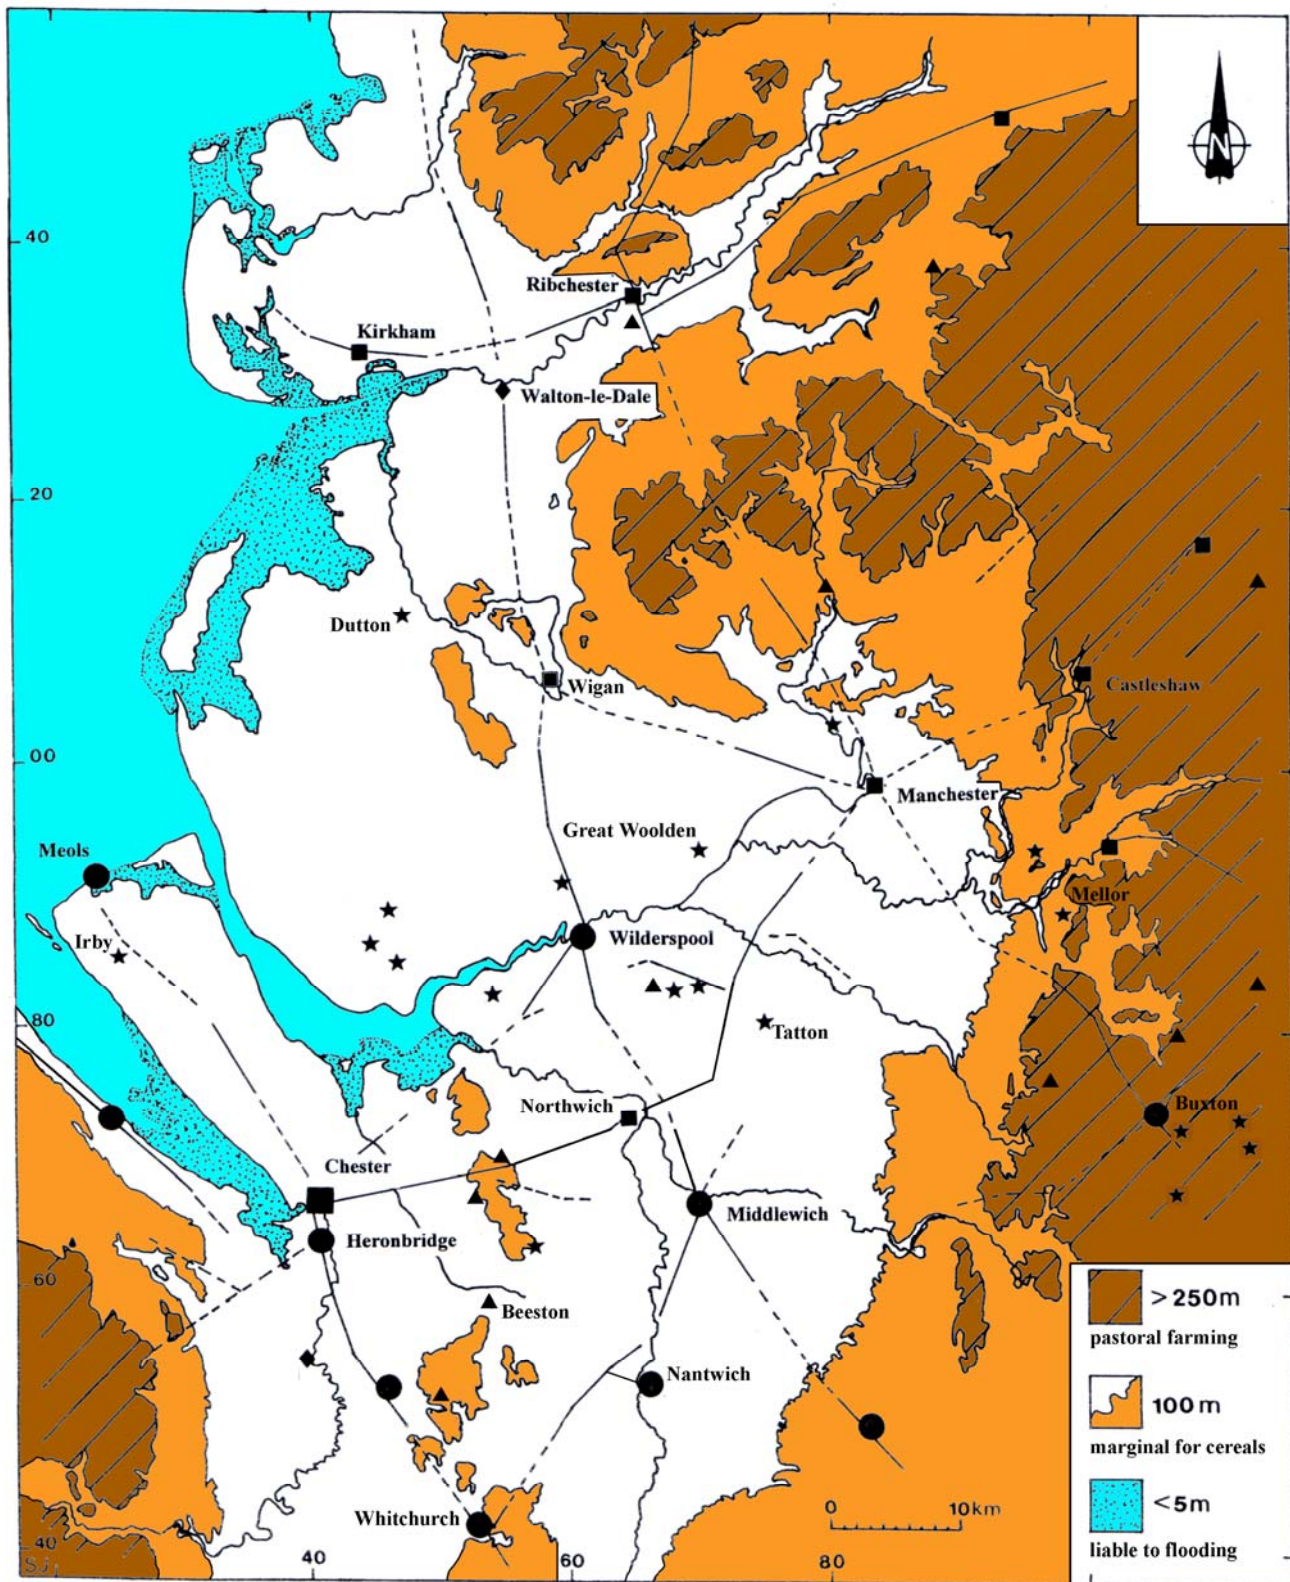 N
40
Ribchester
Kirkham
Walton-le-Dale
20
Dutton
Wigan
Castleshaw
00
Manchester
Great Woolden
Meols
Mellor
Irby
Wilderspool
80
Tatton
Northwich
Buxton
Chester
Middlewich
Heronbridge
60
Beeston
>250m
pastoral farming
Nantwich
100m
marginal for cereals
<5m
liable to flooding
Whitchurch
0 10km
40
SJ
40 60 80